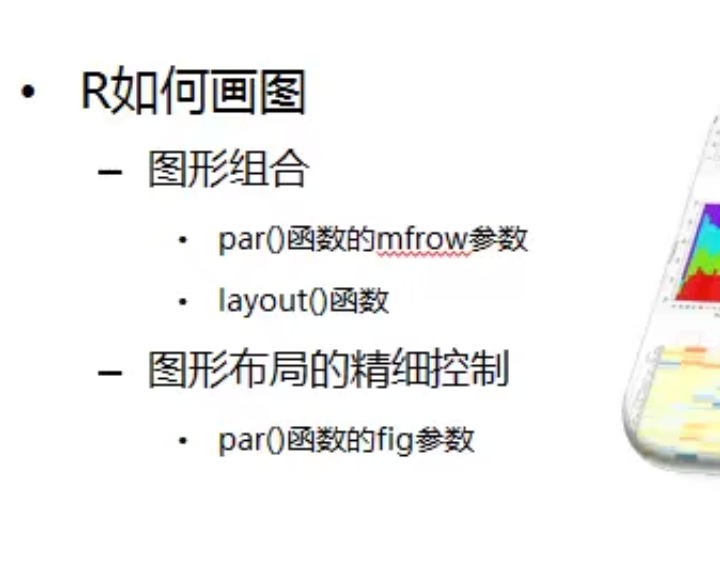 • R如何画图
– 图形组合
• par()函数的mfrow参数
• layout()函数
– 图形布局的精细控制
• par()函数的fig参数